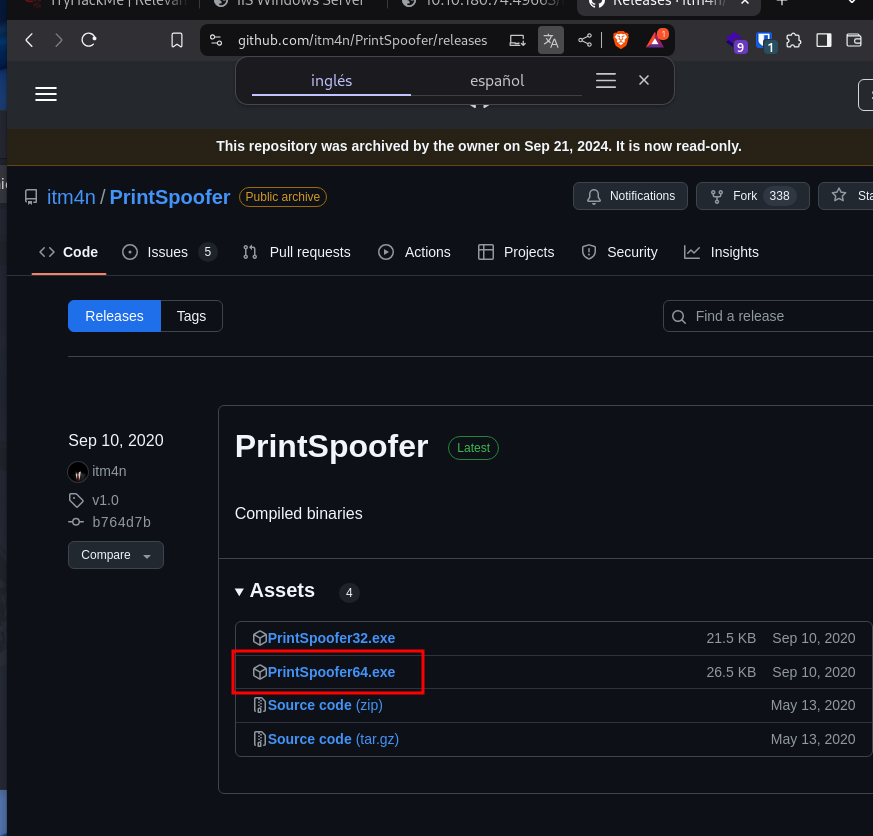 TryHackMe | Relevan
IIS Windows Server
10.10.180.74:49663/
Releases · itm4n/
github.com/itm4n/PrintSpoofer/releases
1
9
1
inglés
español
This repository was archived by the owner on Sep 21, 2024. It is now read-only.
itm4n / PrintSpoofer Public archive
Notifications
Fork 338
Sta
Code
Issues 5
Pull requests
Actions
Projects
Security
Insights
Releases
Tags
Find a release
Sep 10, 2020
itm4n
v1.0
b764d7b
Compare
PrintSpoofer Latest
Compiled binaries
Assets 4
PrintSpoofer32.exe 21.5 KB Sep 10, 2020
PrintSpoofer64.exe 26.5 KB Sep 10, 2020
Source code (zip) May 13, 2020
Source code (tar.gz) May 13, 2020